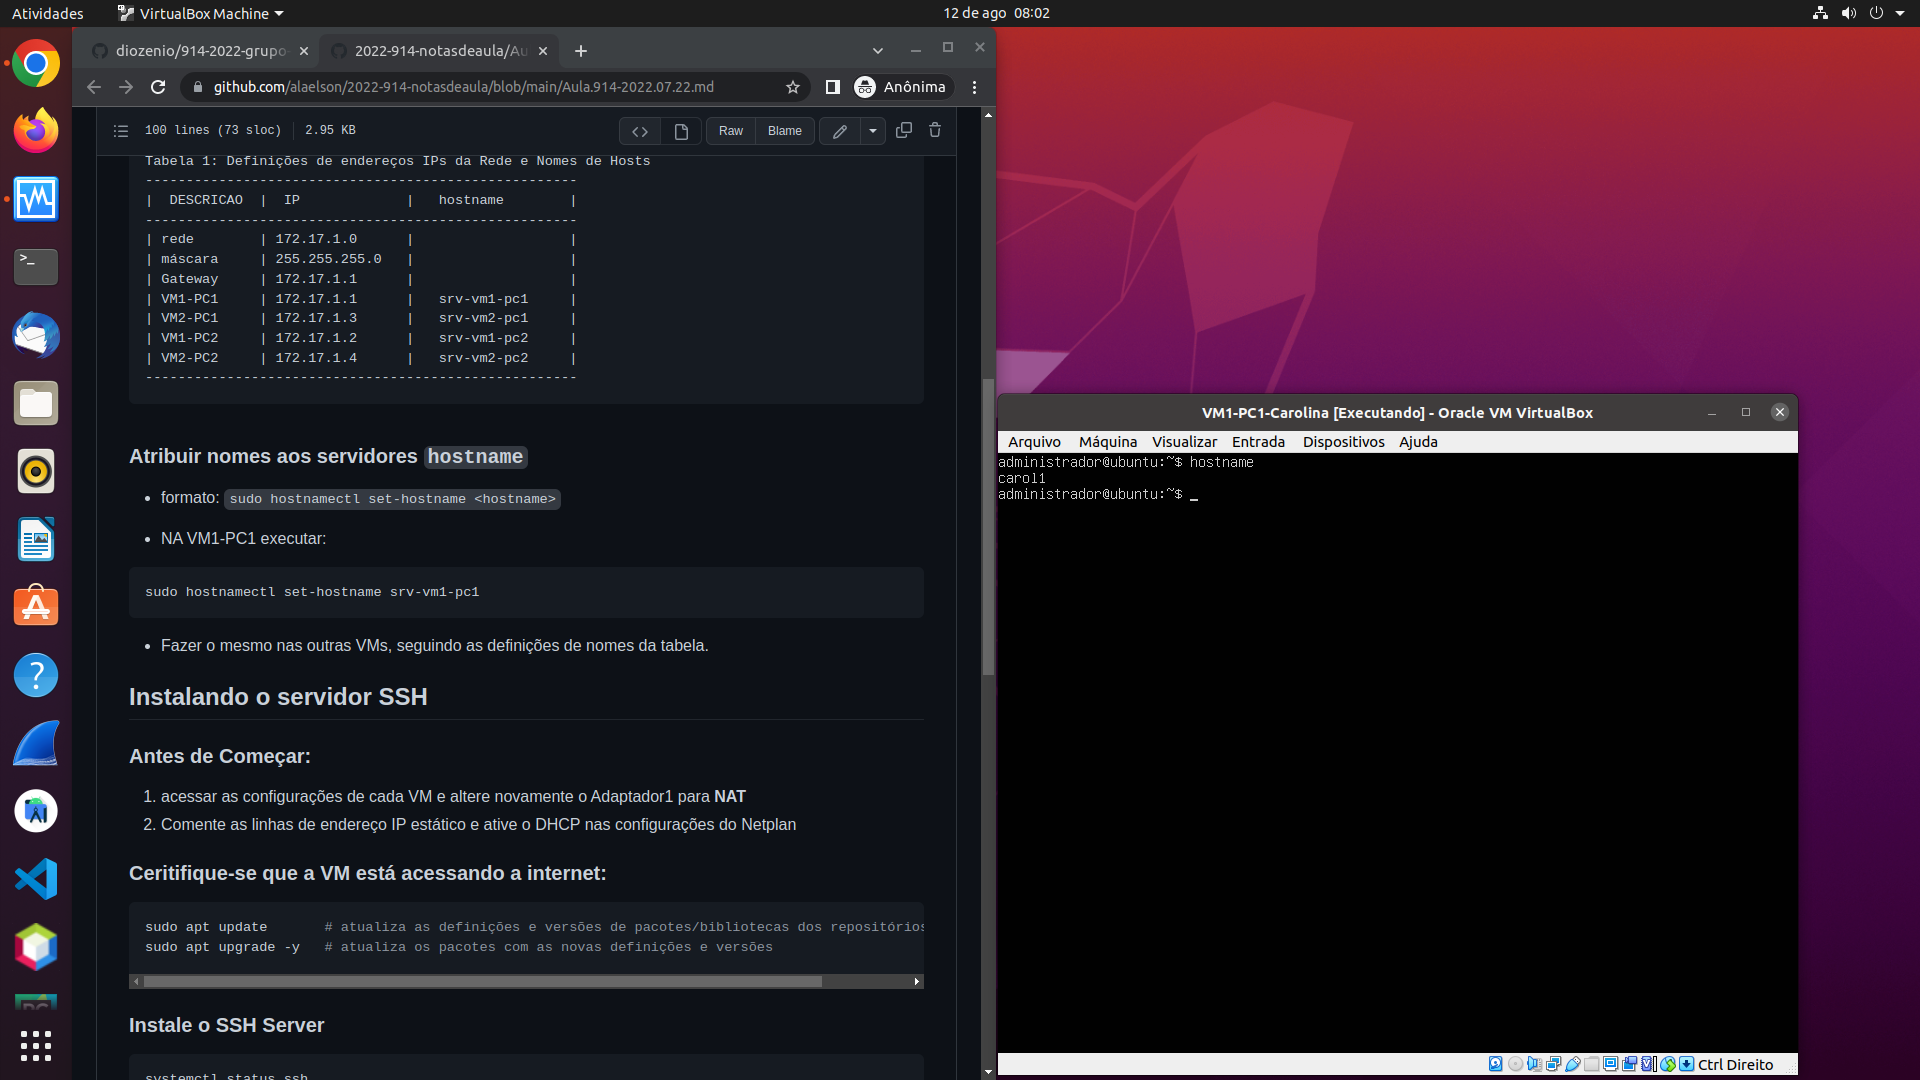 Atividades
VirtualBox Machine
12 de ago 08:02
diozenio/914-2022-grupo-
2022-914-notasdeaula/Au
github.com/alaelson/2022-914-notasdeaula/blob/main/Aula.914-2022.07.22.md
Anônima
100 lines (73 sloc) 2.95 KB
Raw
Blame
Tabela 1: Definições de endereços IPs da Rede e Nomes de Hosts
-----------------------------------------------------
|  DESCRICAO  |  IP             |   hostname        |
-----------------------------------------------------
| rede        | 172.17.1.0      |                   |
| máscara     | 255.255.255.0   |                   |
| Gateway     | 172.17.1.1      |                   |
| VM1-PC1     | 172.17.1.1      |   srv-vm1-pc1     |
| VM2-PC1     | 172.17.1.3      |   srv-vm2-pc1     |
| VM1-PC2     | 172.17.1.2      |   srv-vm1-pc2     |
| VM2-PC2     | 172.17.1.4      |   srv-vm2-pc2     |
-----------------------------------------------------
Atribuir nomes aos servidores hostname
• formato: sudo hostnamectl set-hostname <hostname>
• NA VM1-PC1 executar:
sudo hostnamectl set-hostname srv-vm1-pc1
• Fazer o mesmo nas outras VMs, seguindo as definições de nomes da tabela.
Instalando o servidor SSH
Antes de Começar:
1. acessar as configurações de cada VM e altere novamente o Adaptador1 para NAT
2. Comente as linhas de endereço IP estático e ative o DHCP nas configurações do Netplan
Ceritifique-se que a VM está acessando a internet:
sudo apt update       # atualiza as definições e versões de pacotes/bibliotecas dos repositórios
sudo apt upgrade -y   # atualiza os pacotes com as novas definições e versões
Instale o SSH Server
systemctl status ssh
VM1-PC1-Carolina [Executando] - Oracle VM VirtualBox
Arquivo Máquina Visualizar Entrada Dispositivos Ajuda
administrador@ubuntu:~$ hostname
carol1
administrador@ubuntu:~$ _
Ctrl Direito